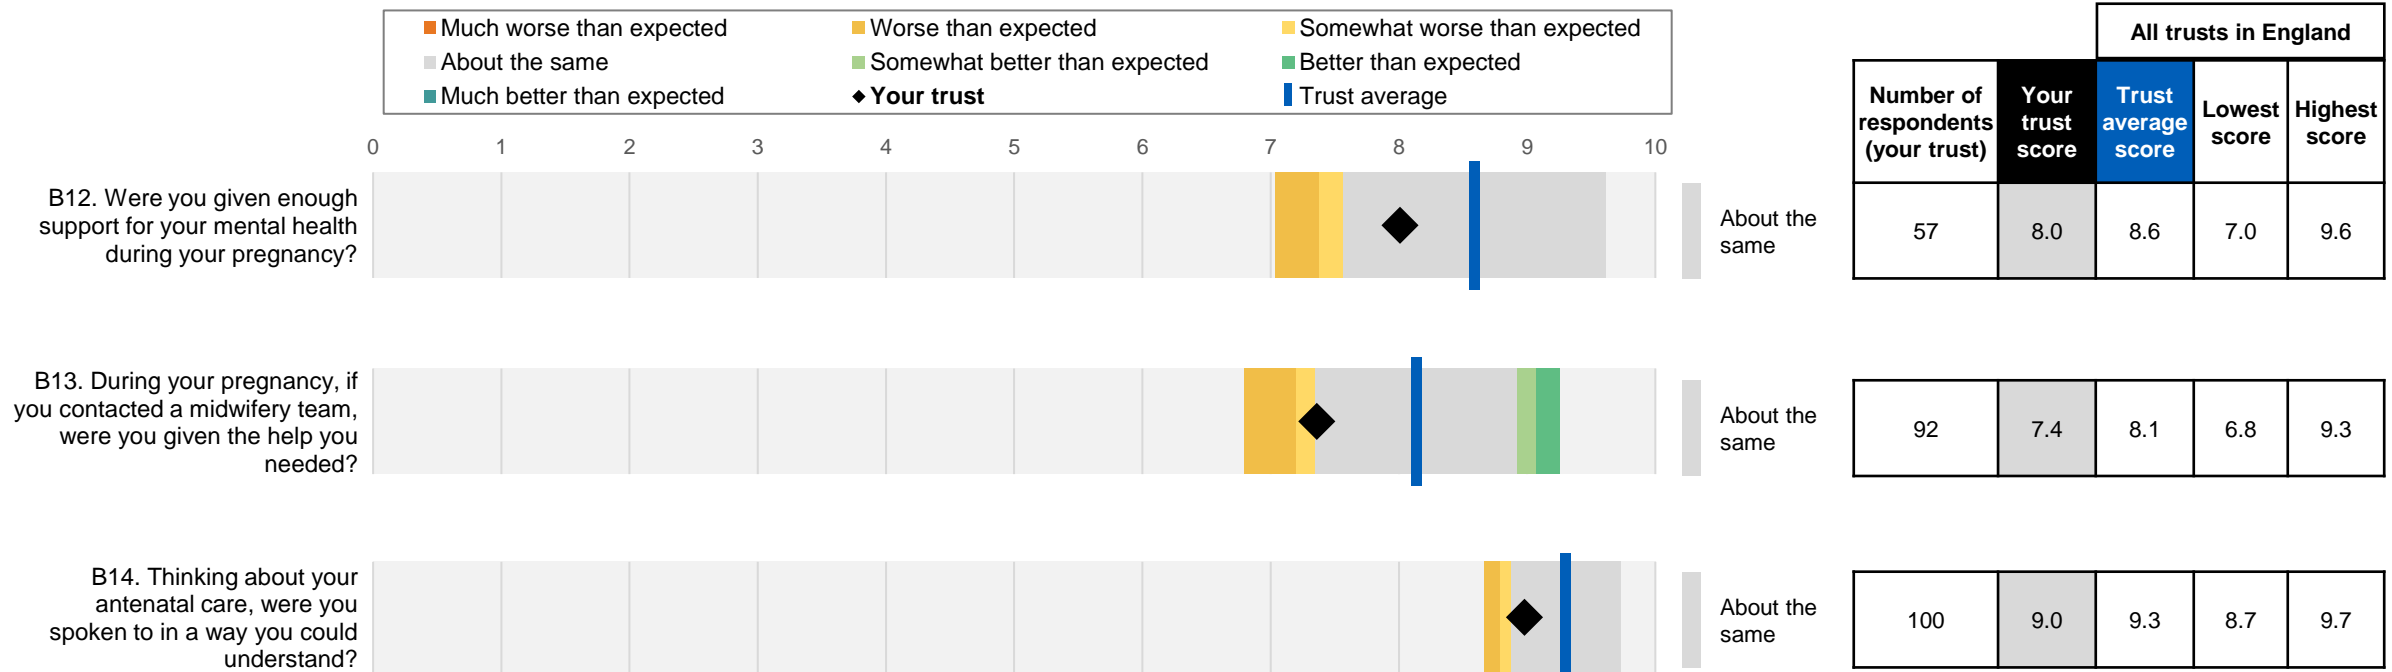 Much worse than expected
Worse than expected
Somewhat worse than expected
About the same
Somewhat better than expected
Better than expected
Much better than expected
Your trust
Trust average
All trusts in England
Number of
respondents
(your trust)
Your
trust
score
Trust
average
score
Lowest
score
Highest
score
0 1 2 3 4 5 6 7 8 9 10
B12. Were you given enough
support for your mental health
during your pregnancy?
About the
same
57 8.0 8.6 7.0 9.6
B13. During your pregnancy, if
you contacted a midwifery team,
were you given the help you
needed?
About the
same
92 7.4 8.1 6.8 9.3
B14. Thinking about your
antenatal care, were you
spoken to in a way you could
understand?
About the
same
100 9.0 9.3 8.7 9.7